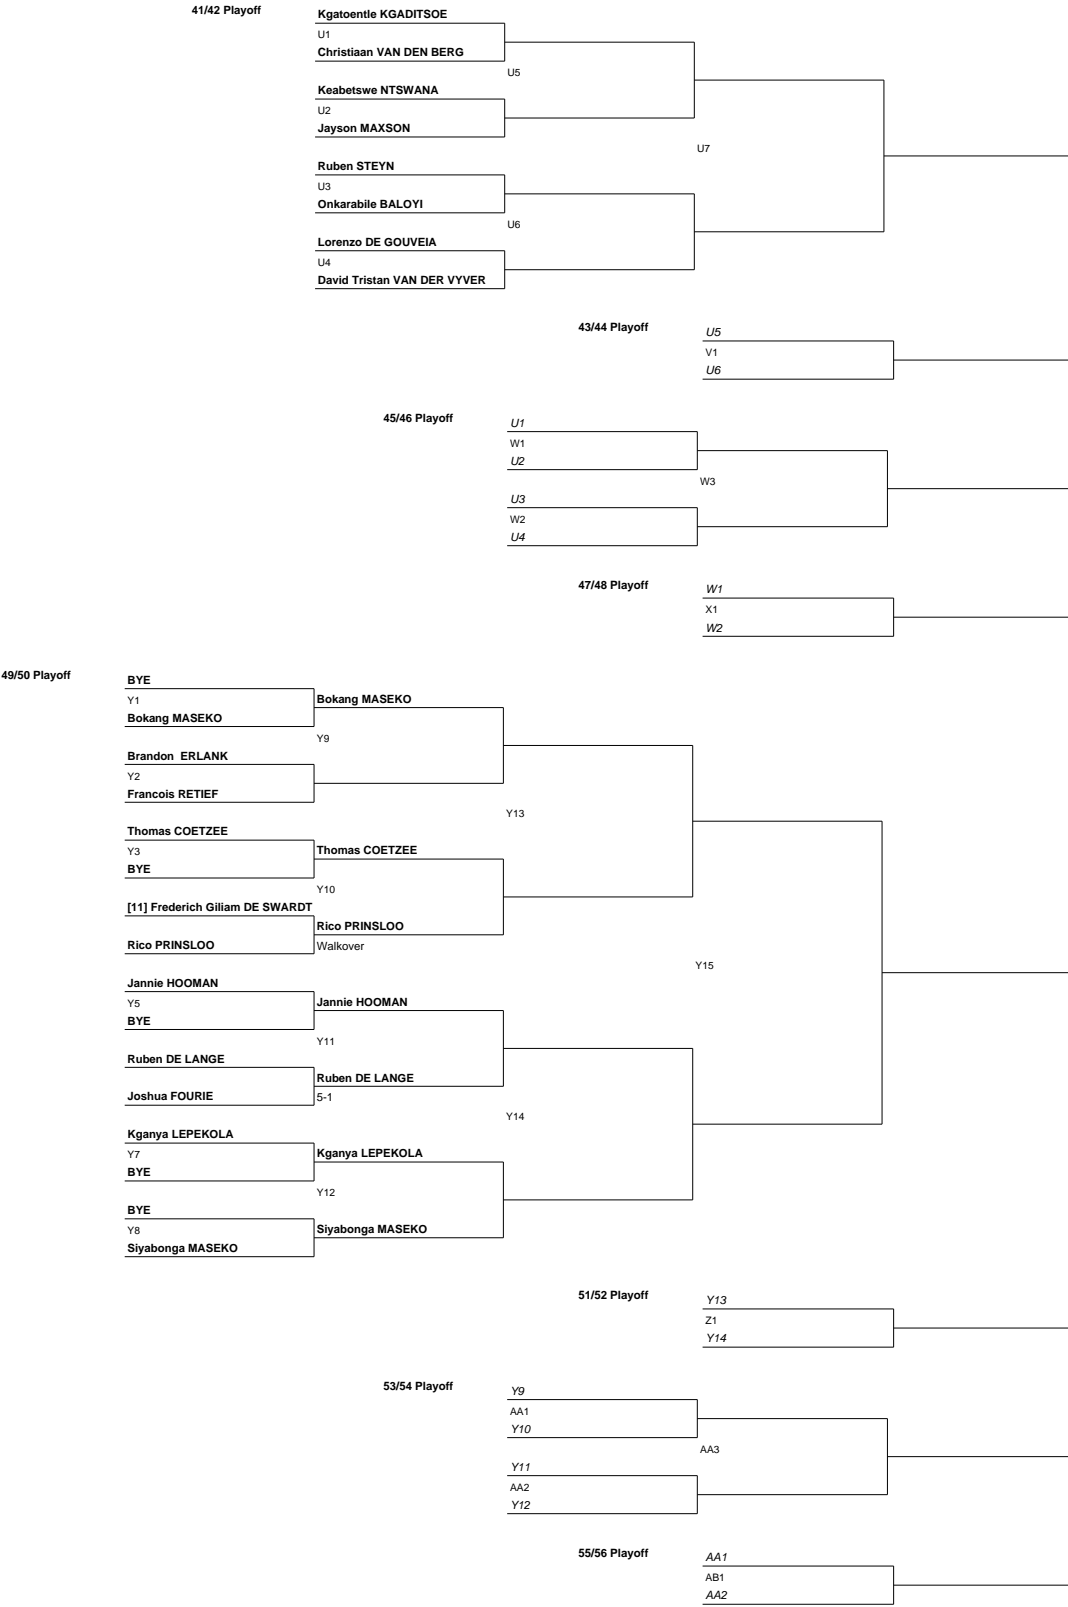 41/42 Playoff
Kgatoentle KGADITSOE
U1
Christiaan VAN DEN BERG
U5
Keabetswe NTSWANA
U2
Jayson MAXSON
U7
Ruben STEYN
U3
Onkarabile BALOYI
U6
Lorenzo DE GOUVEIA
U4
David Tristan VAN DER VYVER
43/44 Playoff
U5
V1
U6
45/46 Playoff
U1
W1
U2
W3
U3
W2
U4
47/48 Playoff
W1
X1
W2
49/50 Playoff
BYE
Y1
Bokang MASEKO
Bokang MASEKO
Y9
Brandon  ERLANK
Y2
Francois RETIEF
Y13
Thomas COETZEE
Y3
Thomas COETZEE
BYE
Y10
[11] Frederich Giliam DE SWARDT
Rico PRINSLOO
Rico PRINSLOO
Walkover
Y15
Jannie HOOMAN
Y5
Jannie HOOMAN
BYE
Y11
Ruben DE LANGE
Ruben DE LANGE
Joshua FOURIE
5-1
Y14
Kganya LEPEKOLA
Y7
Kganya LEPEKOLA
BYE
Y12
BYE
Y8
Siyabonga MASEKO
Siyabonga MASEKO
51/52 Playoff
Y13
Z1
Y14
53/54 Playoff
Y9
AA1
Y10
AA3
Y11
AA2
Y12
55/56 Playoff
AA1
AB1
AA2